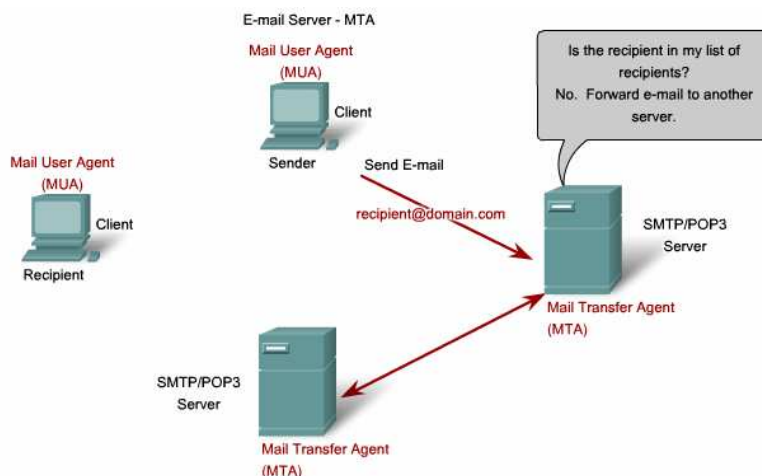 E-mail Server - MTA
Mail User Agent
(MUA)
Client
Sender
Is the recipient in my list of
recipients?
No. Forward e-mail to another
server.
Mail User Agent
(MUA)
Client
Recipient
Send E-mail
recipient@domain.com
SMTP/POP3
Server
Mail Transfer Agent
(MTA)
SMTP/POP3
Server
Mail Transfer Agent
(MTA)